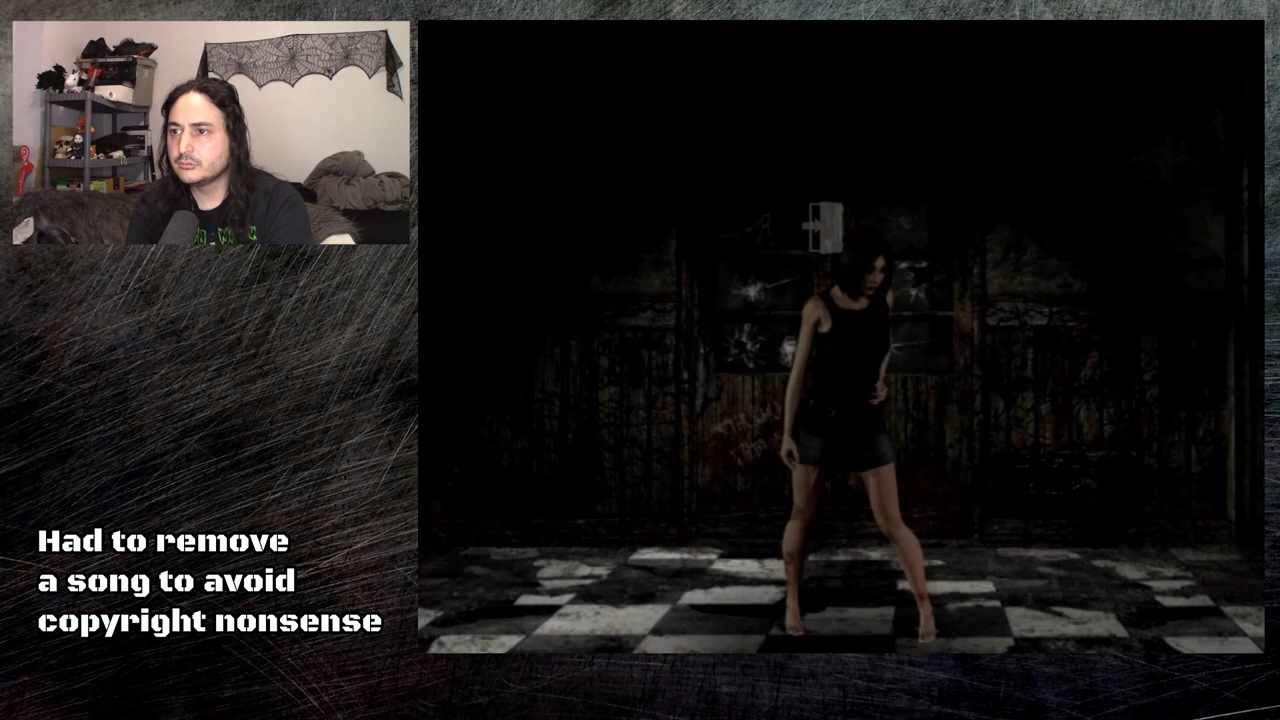 Had to remove
a song to avoid
copyright nonsense